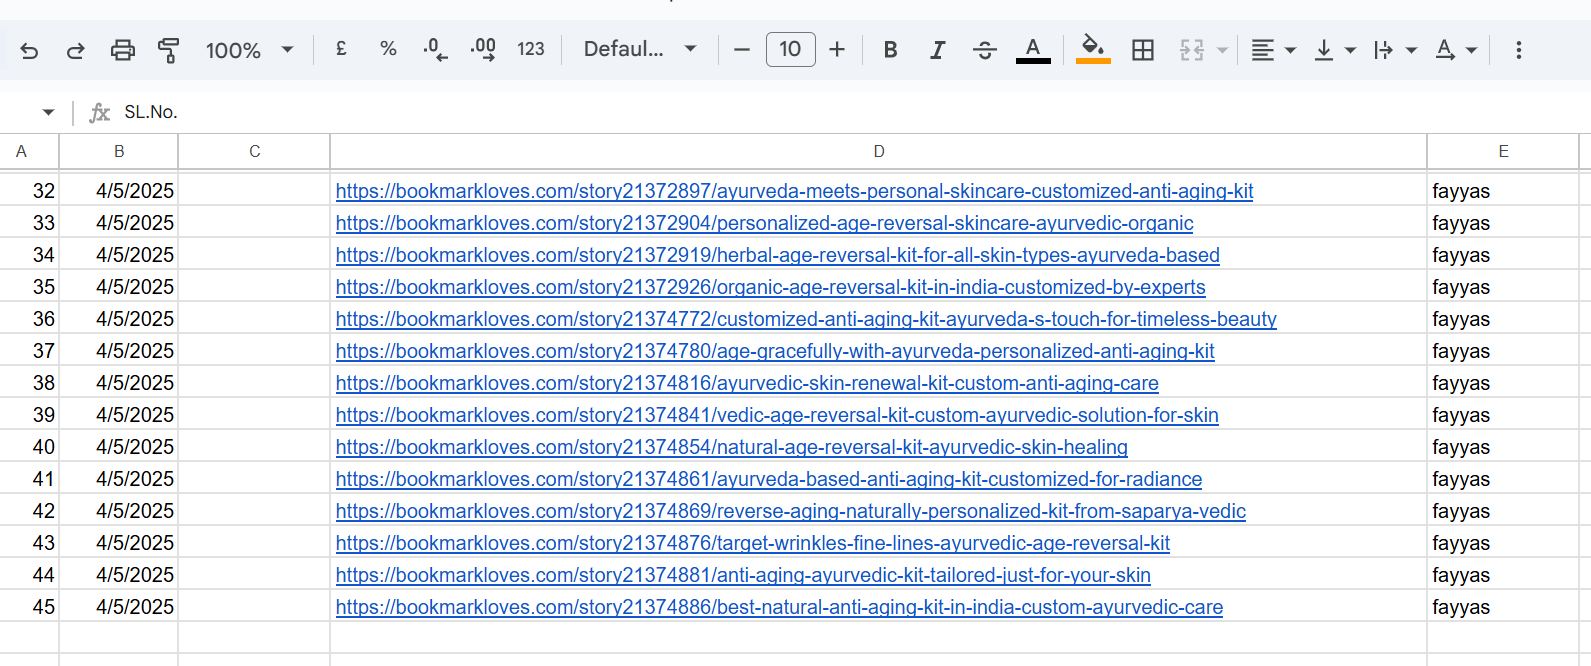 100% £ % .0 .00 123 Defaul... 10 B I S A A
fx SL.No.
A B C D E
32 4/5/2025 https://bookmarkloves.com/story21372897/ayurveda-meets-personal-skincare-customized-anti-aging-kit fayyas
33 4/5/2025 https://bookmarkloves.com/story21372904/personalized-age-reversal-skincare-ayurvedic-organic fayyas
34 4/5/2025 https://bookmarkloves.com/story21372919/herbal-age-reversal-kit-for-all-skin-types-ayurveda-based fayyas
35 4/5/2025 https://bookmarkloves.com/story21372926/organic-age-reversal-kit-in-india-customized-by-experts fayyas
36 4/5/2025 https://bookmarkloves.com/story21374772/customized-anti-aging-kit-ayurveda-s-touch-for-timeless-beauty fayyas
37 4/5/2025 https://bookmarkloves.com/story21374780/age-gracefully-with-ayurveda-personalized-anti-aging-kit fayyas
38 4/5/2025 https://bookmarkloves.com/story21374816/ayurvedic-skin-renewal-kit-custom-anti-aging-care fayyas
39 4/5/2025 https://bookmarkloves.com/story21374841/vedic-age-reversal-kit-custom-ayurvedic-solution-for-skin fayyas
40 4/5/2025 https://bookmarkloves.com/story21374854/natural-age-reversal-kit-ayurvedic-skin-healing fayyas
41 4/5/2025 https://bookmarkloves.com/story21374861/ayurveda-based-anti-aging-kit-customized-for-radiance fayyas
42 4/5/2025 https://bookmarkloves.com/story21374869/reverse-aging-naturally-personalized-kit-from-saparya-vedic fayyas
43 4/5/2025 https://bookmarkloves.com/story21374876/target-wrinkles-fine-lines-ayurvedic-age-reversal-kit fayyas
44 4/5/2025 https://bookmarkloves.com/story21374881/anti-aging-ayurvedic-kit-tailored-just-for-your-skin fayyas
45 4/5/2025 https://bookmarkloves.com/story21374886/best-natural-anti-aging-kit-in-india-custom-ayurvedic-care fayyas